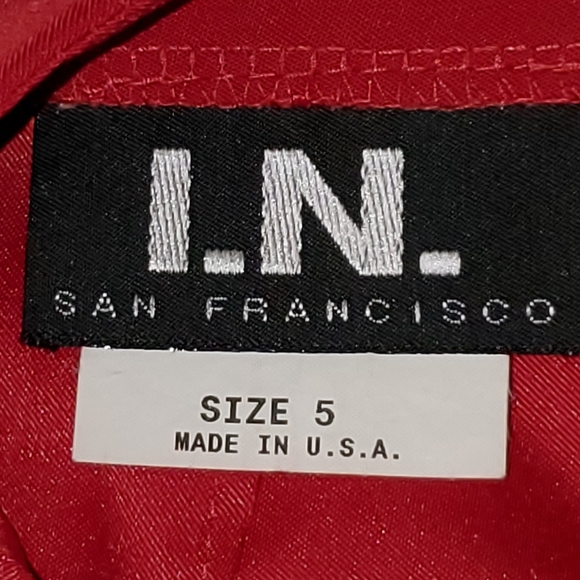 I.N.
SAN FRANCISCO
SIZE 5
MADE IN U.S.A.